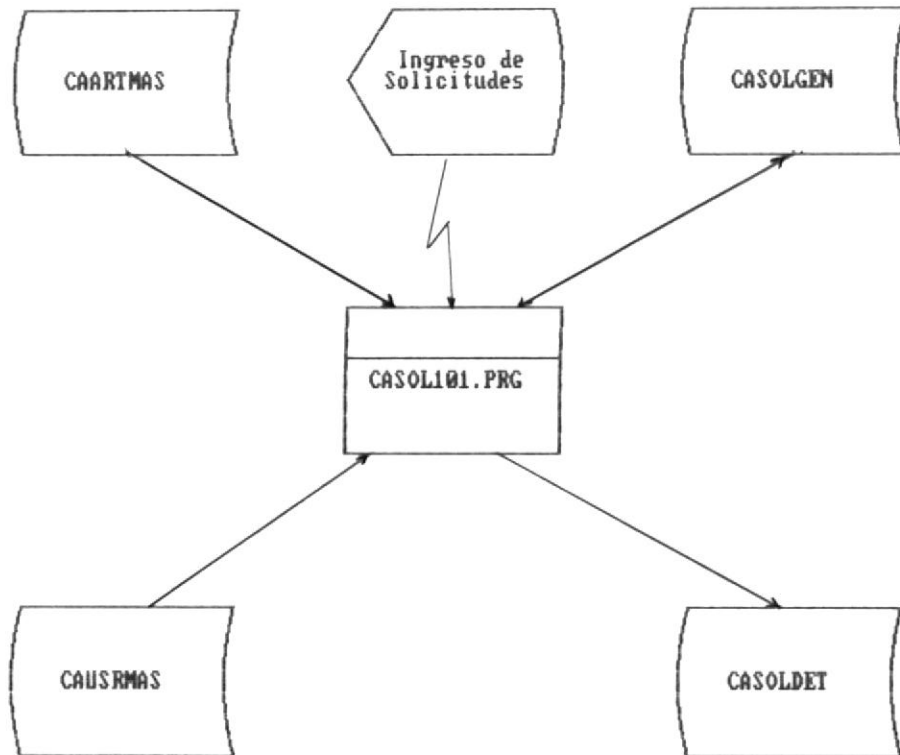 CAARTMAS
Ingreso de
Solicitudes
CASOLGEN
CASOL101.PRG
CAUSRMAS
CASOLDET